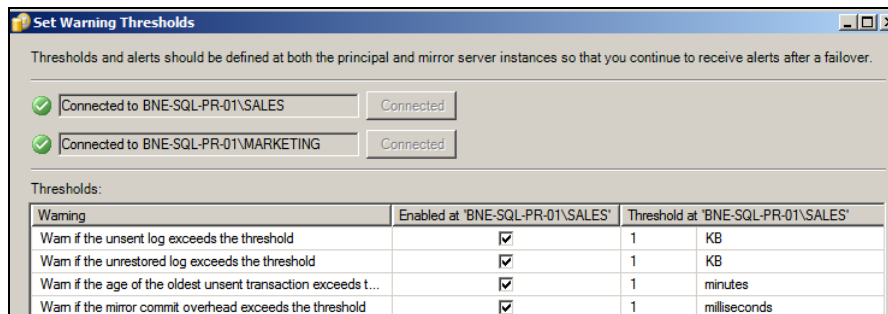 Set Warning Thresholds
Thresholds and alerts should be defined at both the principal and mirror server instances so that you continue to receive alerts after a failover.
Connected to BNE-SQL-PR-01\SALES Connected
Connected to BNE-SQL-PR-01\MARKETING Connected
Thresholds:
Warning Enabled at 'BNE-SQL-PR-01\SALES' Threshold at 'BNE-SQL-PR-01\SALES'
Warn if the unsent log exceeds the threshold 1 KB
Warn if the unrestored log exceeds the threshold 1 KB
Warn if the age of the oldest unsent transaction exceeds t... 1 minutes
Warn if the mirror commit overhead exceeds the threshold 1 milliseconds